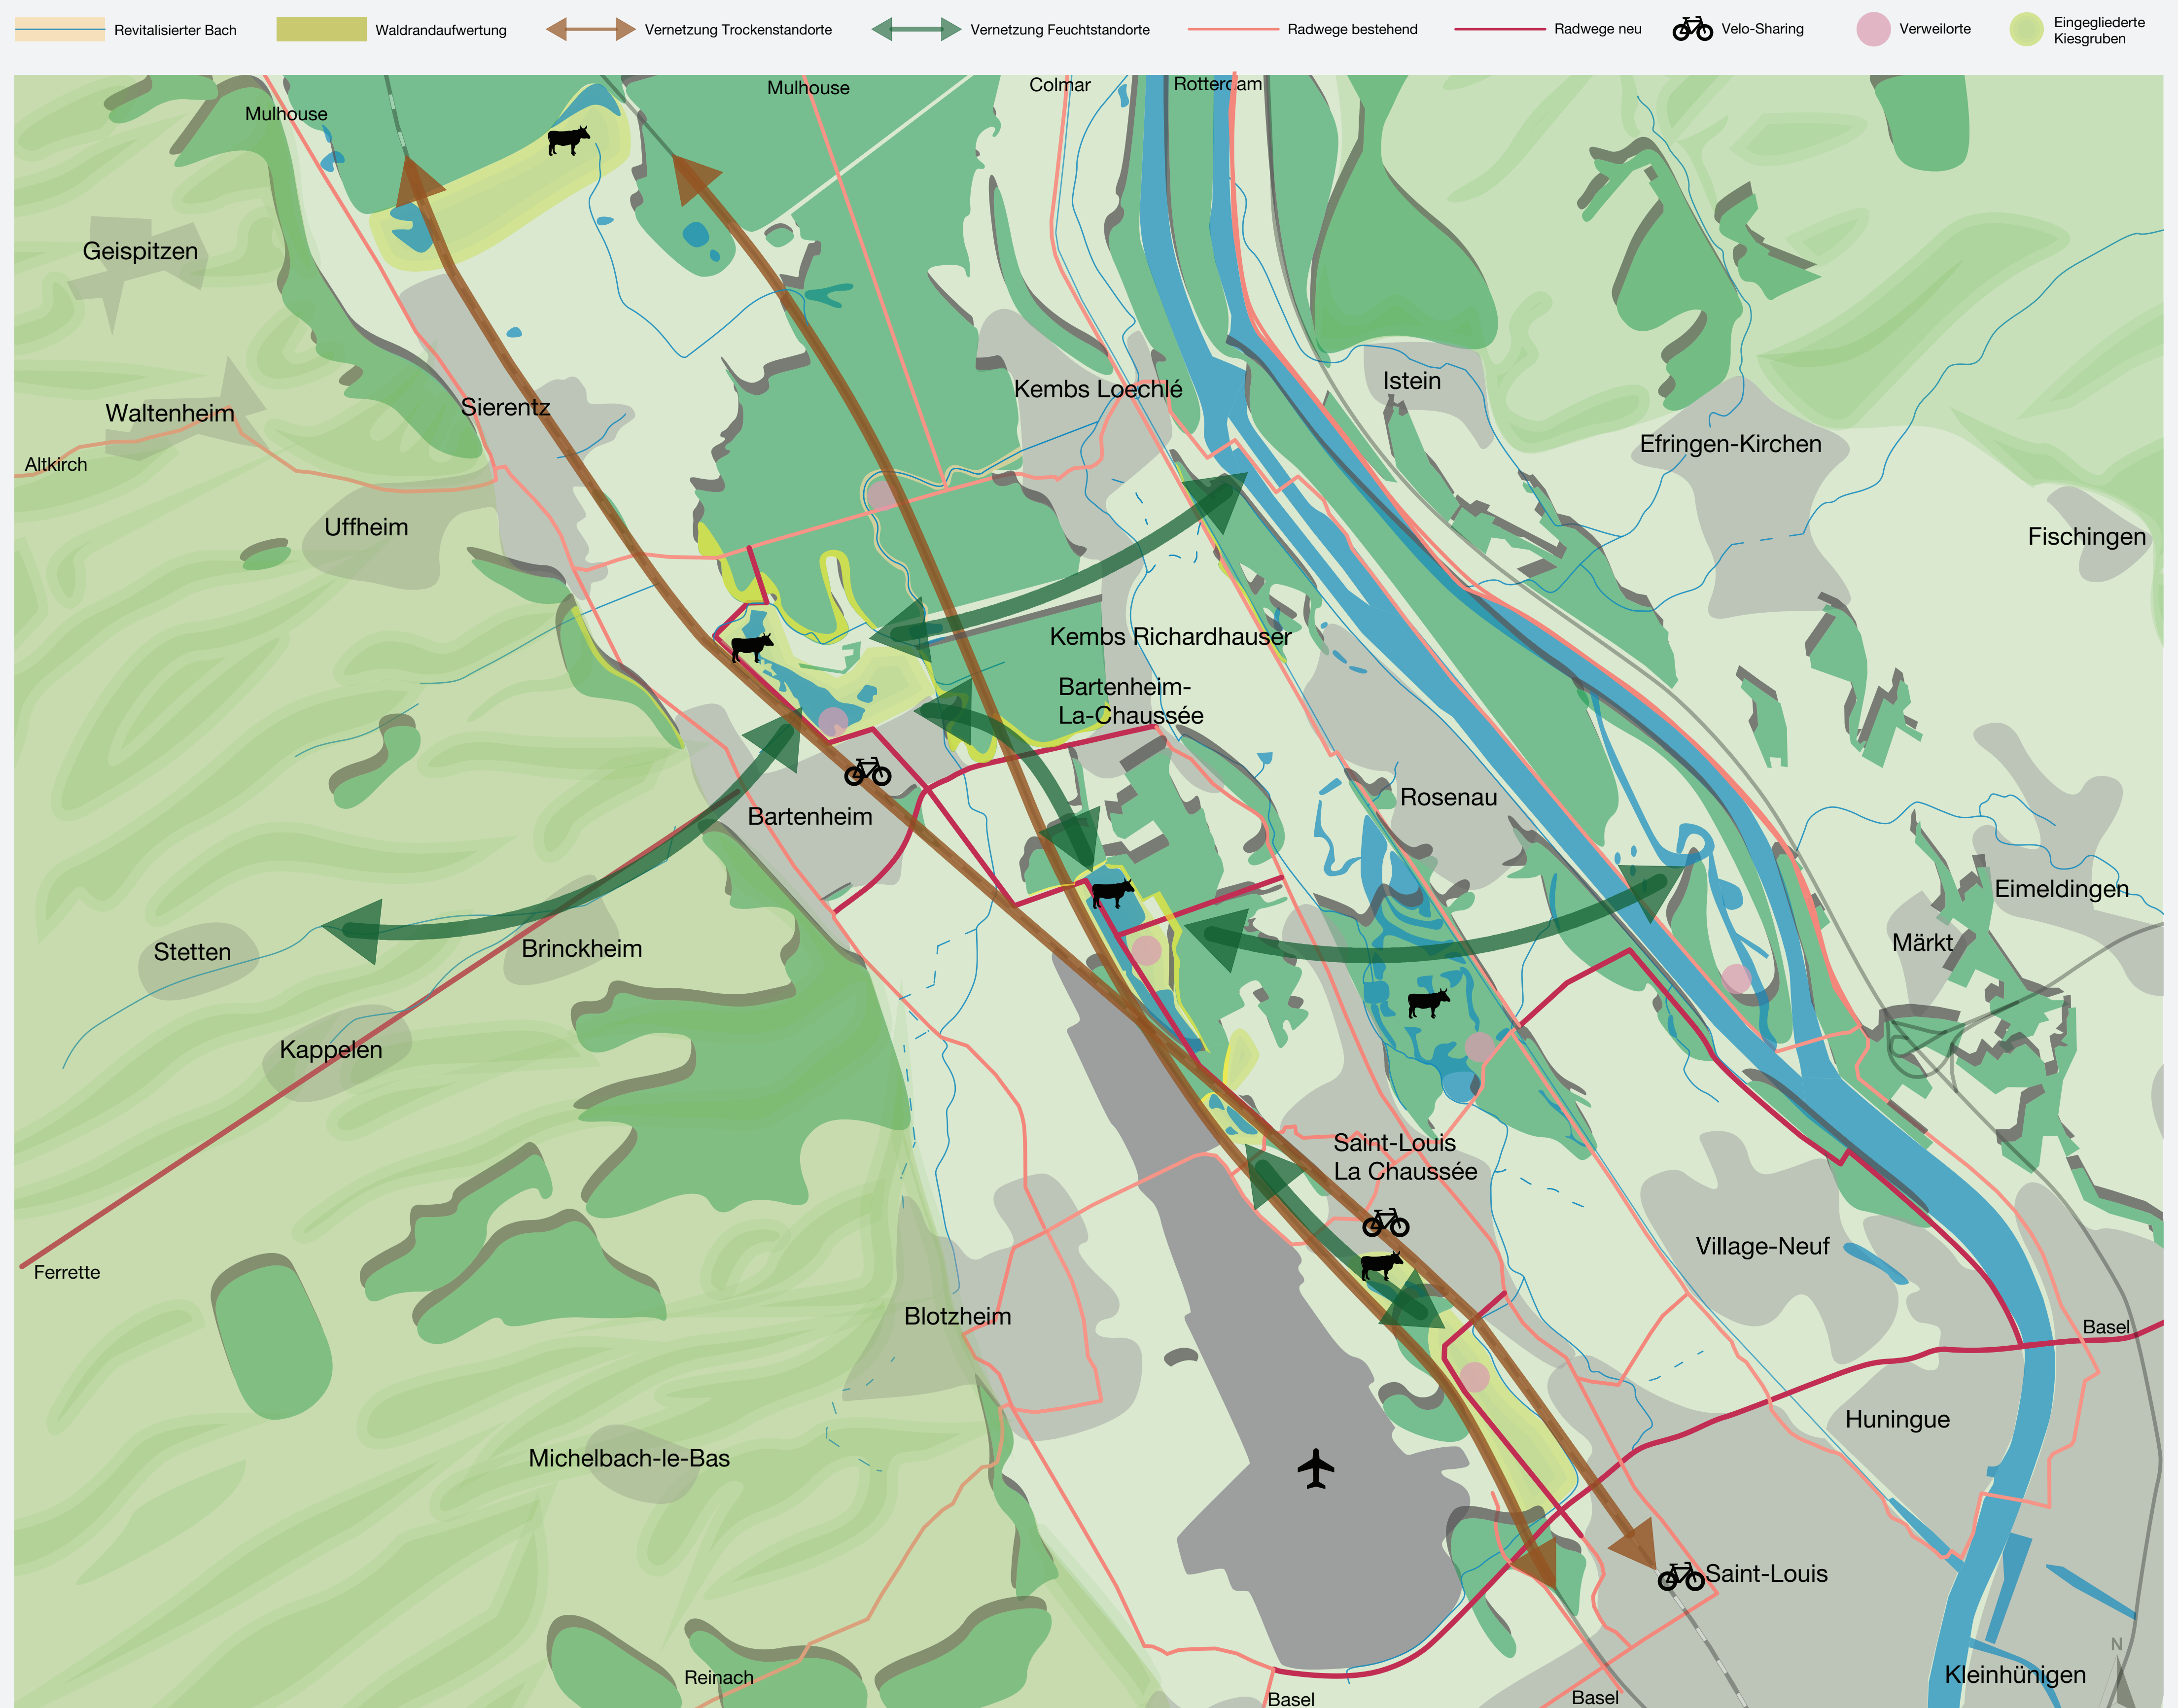 Revitalisierter Bach
Waldrandaufwertung
Vernetzung Trockenstandorte
Vernetzung Feuchtstandorte
Radwege bestehend
Radwege neu
Velo-Sharing
Verweilorte
Eingegliederte
Kiesgruben
Mulhouse
Mulhouse
Colmar
Rotterdam
Geispitzen
Kembs Loechlé
Istein
Waltenheim
Sierentz
Efringen-Kirchen
Altkirch
Uffheim
Fischingen
Kembs Richardhauser
Bartenheim-
La-Chaussée
Rosenau
Bartenheim
Eimeldingen
Stetten
Brinckheim
Märkt
Kappelen
Saint-Louis
La Chaussée
Village-Neuf
Ferrette
Blotzheim
Basel
Huningue
Michelbach-le-Bas
Saint-Louis
N
Reinach
Kleinhünigen
Basel
Basel